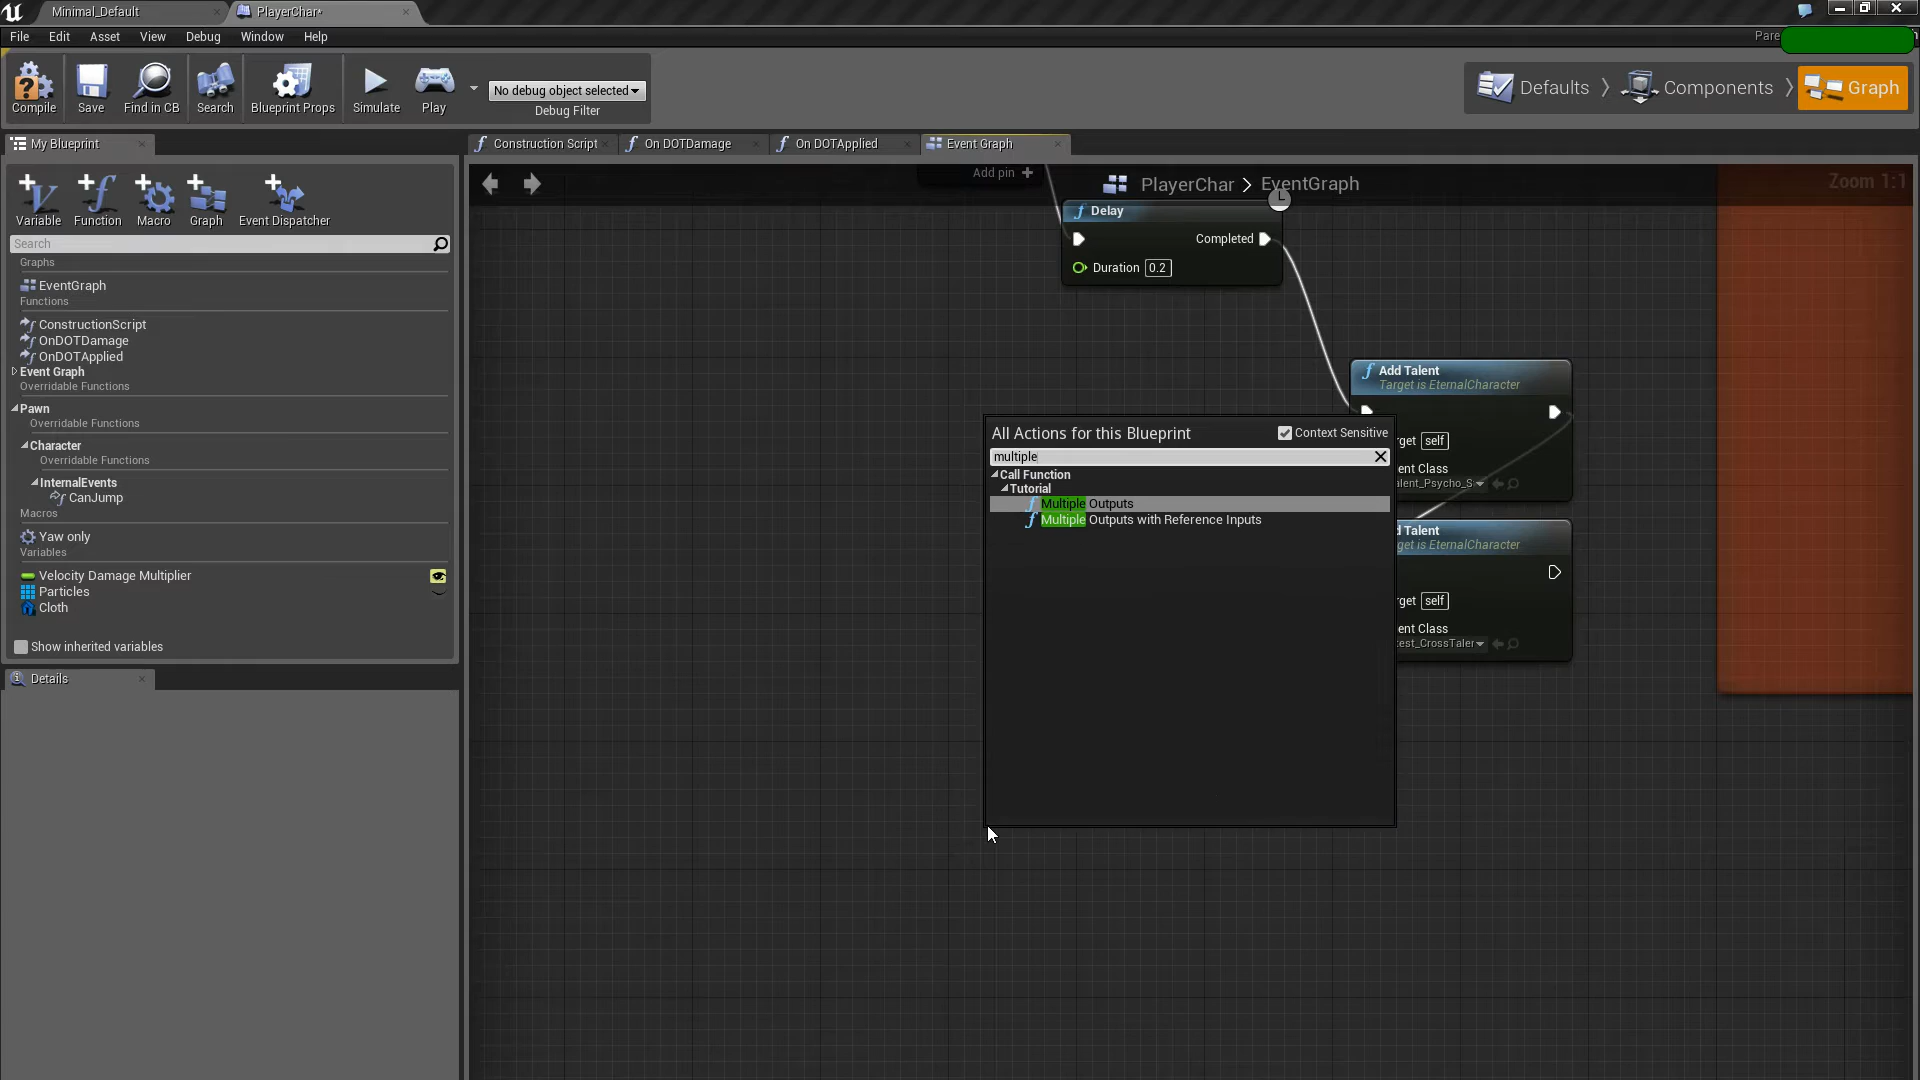 Minimal_Default
PlayerChar*
File Edit Asset View Debug Window Help
Pare
Compile
Save
Find in CB
Search
Blueprint Props
Simulate
Play
No debug object selected
Debug Filter
Defaults
Components
Graph
My Blueprint
Construction Script
On DOTDamage
On DOTApplied
Event Graph
Variable
Function
Macro
Graph
Event Dispatcher
Search
Graphs
EventGraph
Functions
ConstructionScript
OnDOTDamage
OnDOTApplied
Event Graph
Overridable Functions
Pawn
Overridable Functions
Character
Overridable Functions
InternalEvents
CanJump
Macros
Yaw only
Variables
Velocity Damage Multiplier
Particles
Cloth
Show inherited variables
Details
Add pin +
PlayerChar > EventGraph
Zoom 1:1
Delay
Completed
Duration 0.2
Add Talent
Target is EternalCharacter
rget self
ent Class
alent_Psycho_S
All Actions for this Blueprint
Context Sensitive
multiple
Call Function
Tutorial
Multiple Outputs
Multiple Outputs with Reference Inputs
d Talent
get is EternalCharacter
rget self
ent Class
est_CrossTaler